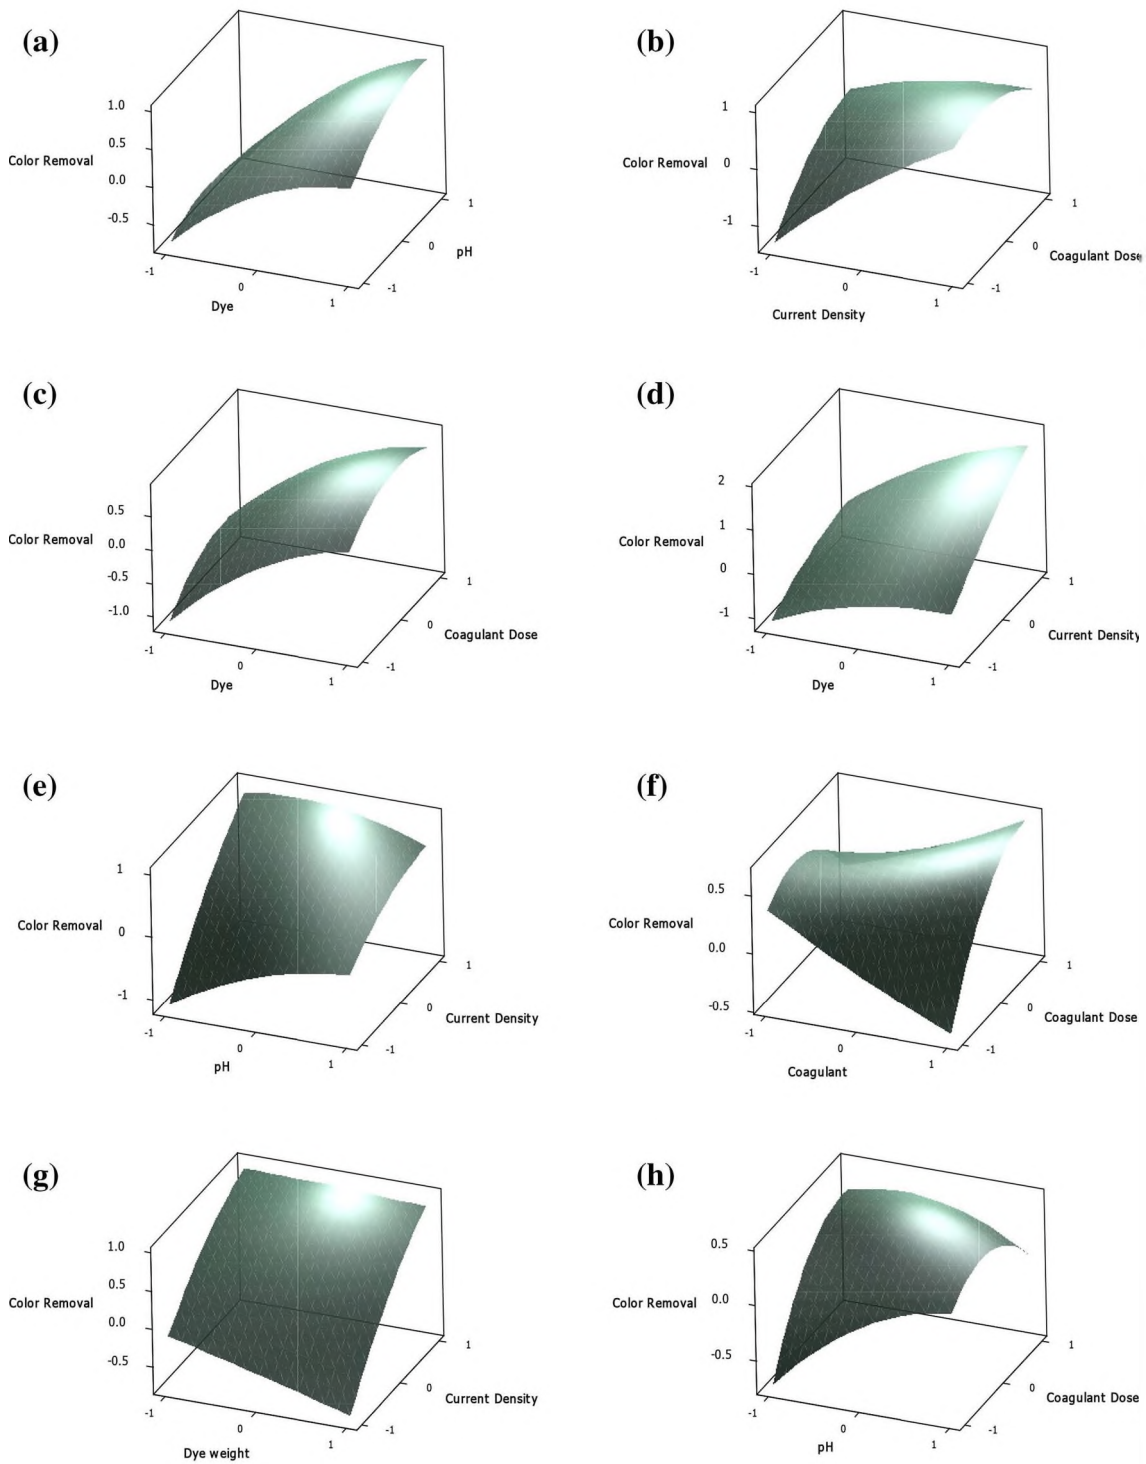 (a)
1.0
0.5
Color Removal
0.0
-0.5
-1
0
1
Dye
-1
0
1
pH
(b)
1
Color Removal
0
-1
-1
0
1
Current Density
-1
0
1
Coagulant Dose
(c)
0.5
Color Removal
0.0
-0.5
-1.0
-1
0
1
Dye
-1
0
1
Coagulant Dose
(d)
2
1
Color Removal
0
-1
-1
0
1
Dye
-1
0
1
Current Density
(e)
1
Color Removal
0
-1
-1
0
1
pH
-1
0
1
Current Density
(f)
0.5
Color Removal
0.0
-0.5
-1
0
1
Coagulant
-1
0
1
Coagulant Dose
(g)
1.0
0.5
Color Removal
0.0
-0.5
-1
0
1
Dye weight
-1
0
1
Current Density
(h)
0.5
Color Removal
0.0
-0.5
-1
0
1
pH
-1
0
1
Coagulant Dose